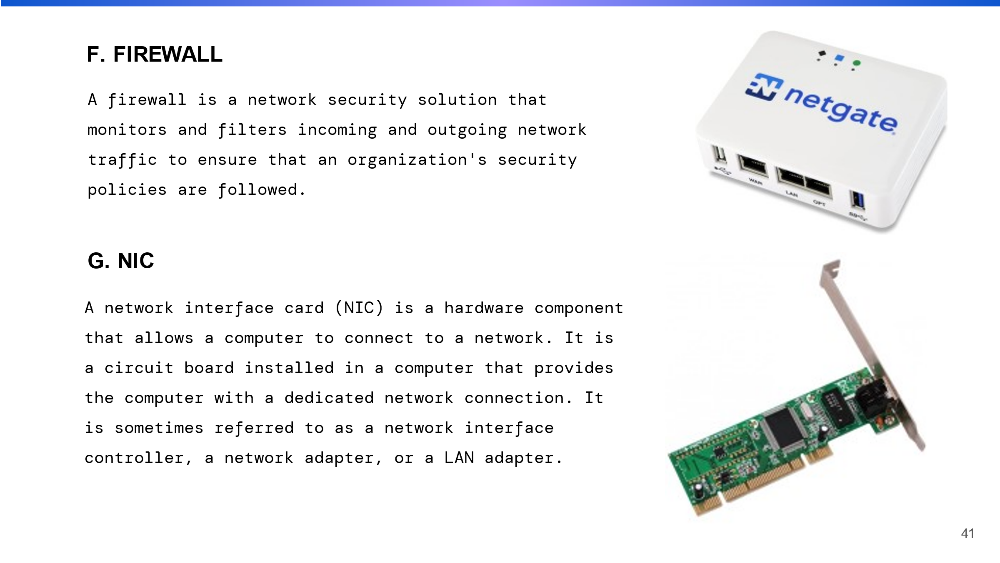 F. FIREWALL
A firewall is a network security solution that
monitors and filters incoming and outgoing network
traffic to ensure that an organization's security
policies are followed.
netgate
WAN
LAN
OPT
G. NIC
A network interface card (NIC) is a hardware component
that allows a computer to connect to a network. It is
a circuit board installed in a computer that provides
the computer with a dedicated network connection. It
is sometimes referred to as a network interface
controller, a network adapter, or a LAN adapter.
41